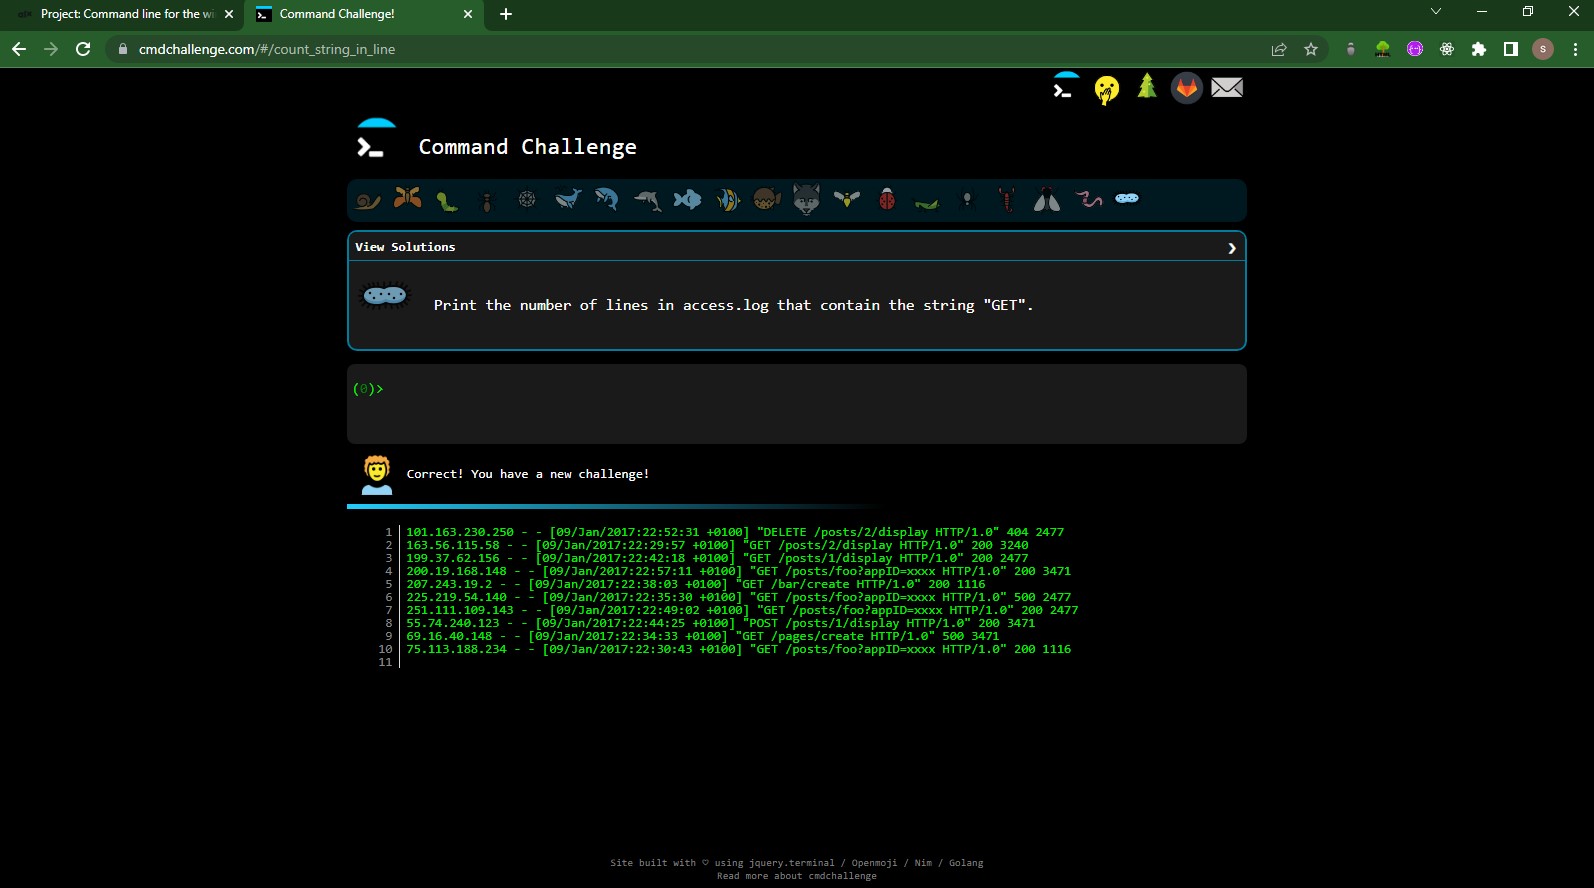 Project: Command line for the wi
Command Challenge!
cmdchallenge.com/#/count_string_in_line
S
Command Challenge
View Solutions
Print the number of lines in access.log that contain the string "GET".
(0)>
Correct! You have a new challenge!
1 101.163.230.250 - - [09/Jan/2017:22:52:31 +0100] "DELETE /posts/2/display HTTP/1.0" 404 2477
2 163.56.115.58 - - [09/Jan/2017:22:29:57 +0100] "GET /posts/2/display HTTP/1.0" 200 3240
3 199.37.62.156 - - [09/Jan/2017:22:42:18 +0100] "GET /posts/1/display HTTP/1.0" 200 2477
4 200.19.168.148 - - [09/Jan/2017:22:57:11 +0100] "GET /posts/foo?appID=xxxx HTTP/1.0" 200 3471
5 207.243.19.2 - - [09/Jan/2017:22:38:03 +0100] "GET /bar/create HTTP/1.0" 200 1116
6 225.219.54.140 - - [09/Jan/2017:22:35:30 +0100] "GET /posts/foo?appID=xxxx HTTP/1.0" 500 2477
7 251.111.109.143 - - [09/Jan/2017:22:49:02 +0100] "GET /posts/foo?appID=xxxx HTTP/1.0" 200 2477
8 55.74.240.123 - - [09/Jan/2017:22:44:25 +0100] "POST /posts/1/display HTTP/1.0" 200 3471
9 69.16.40.148 - - [09/Jan/2017:22:34:33 +0100] "GET /pages/create HTTP/1.0" 500 3471
10 75.113.188.234 - - [09/Jan/2017:22:30:43 +0100] "GET /posts/foo?appID=xxxx HTTP/1.0" 200 1116
11
Site built with ♡ using jquery.terminal / Openmoji / Nim / Golang
Read more about cmdchallenge